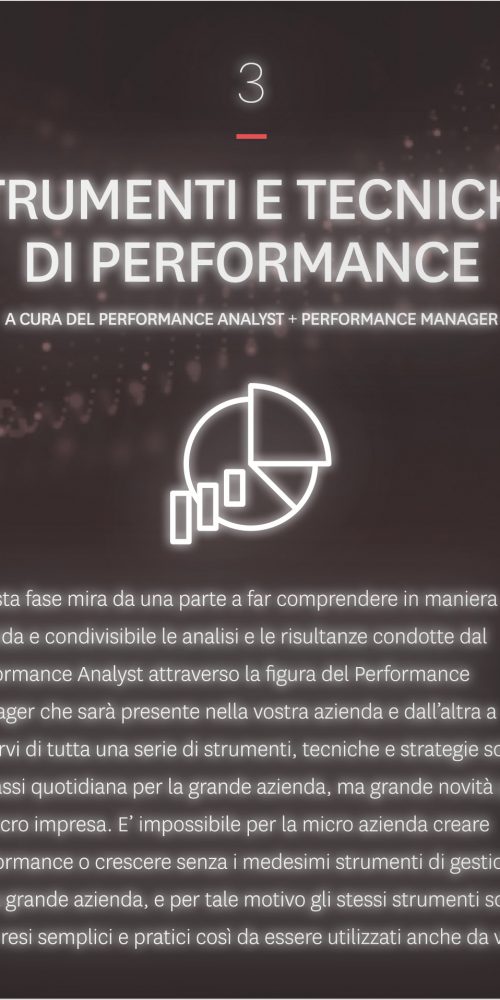 3
TRUMENTI E TECNICH
DI PERFORMANCE
A CURA DEL PERFORMANCE ANALYST + PERFORMANCE MANAGER
sta fase mira da una parte a far comprendere in maniera
da e condivisibile le analisi e le risultanze condotte dal
ormance Analyst attraverso la figura del Performance
ager che sarà presente nella vostra azienda e dall'altra a
rvi di tutta una serie di strumenti, tecniche e strategie so
assi quotidiana per la grande azienda, ma grande novità
cro impresa. E' impossibile per la micro azienda creare
ormance o crescere senza i medesimi strumenti di gestio
grande azienda, e per tale motivo gli stessi strumenti so
resi semplici e pratici così da essere utilizzati anche da v